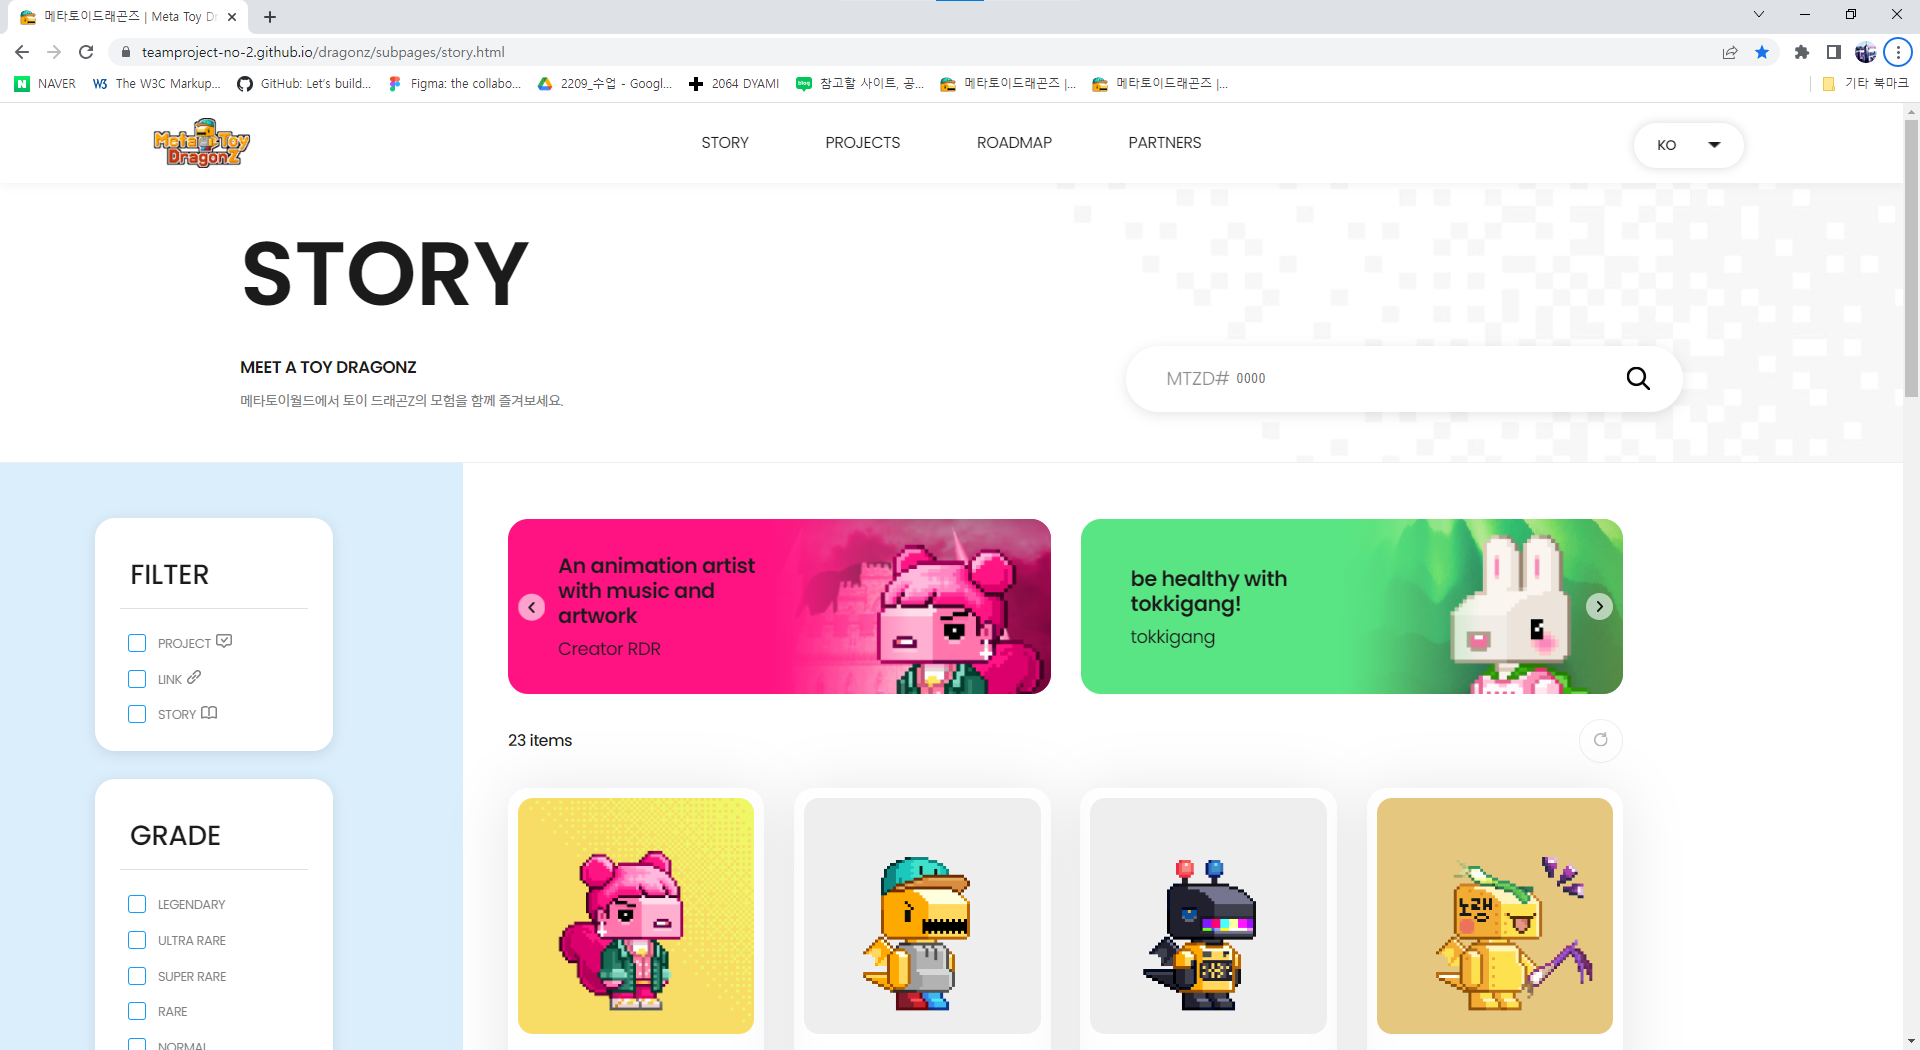 메타토이드래곤즈 | Meta Toy Dr
teamproject-no-2.github.io/dragonz/subpages/story.html
NAVER
The W3C Markup...
GitHub: Let's build...
Figma: the collabo...
2209_수업 - Googl...
2064 DYAMI
참고할 사이트, 공...
메타토이드래곤즈 |...
메타토이드래곤즈 |...
기타 북마크
Meta Toy
DragonZ
STORY
PROJECTS
ROADMAP
PARTNERS
KO
STORY
MEET A TOY DRAGONZ
메타토이월드에서 토이 드래곤Z의 모험을 함께 즐겨보세요.
MTZD# 0000
FILTER
PROJECT
LINK
STORY
GRADE
LEGENDARY
ULTRA RARE
SUPER RARE
RARE
NORMAL
An animation artist
with music and
artwork
Creator RDR
be healthy with
tokkigang!
tokkigang
23 items
노랭